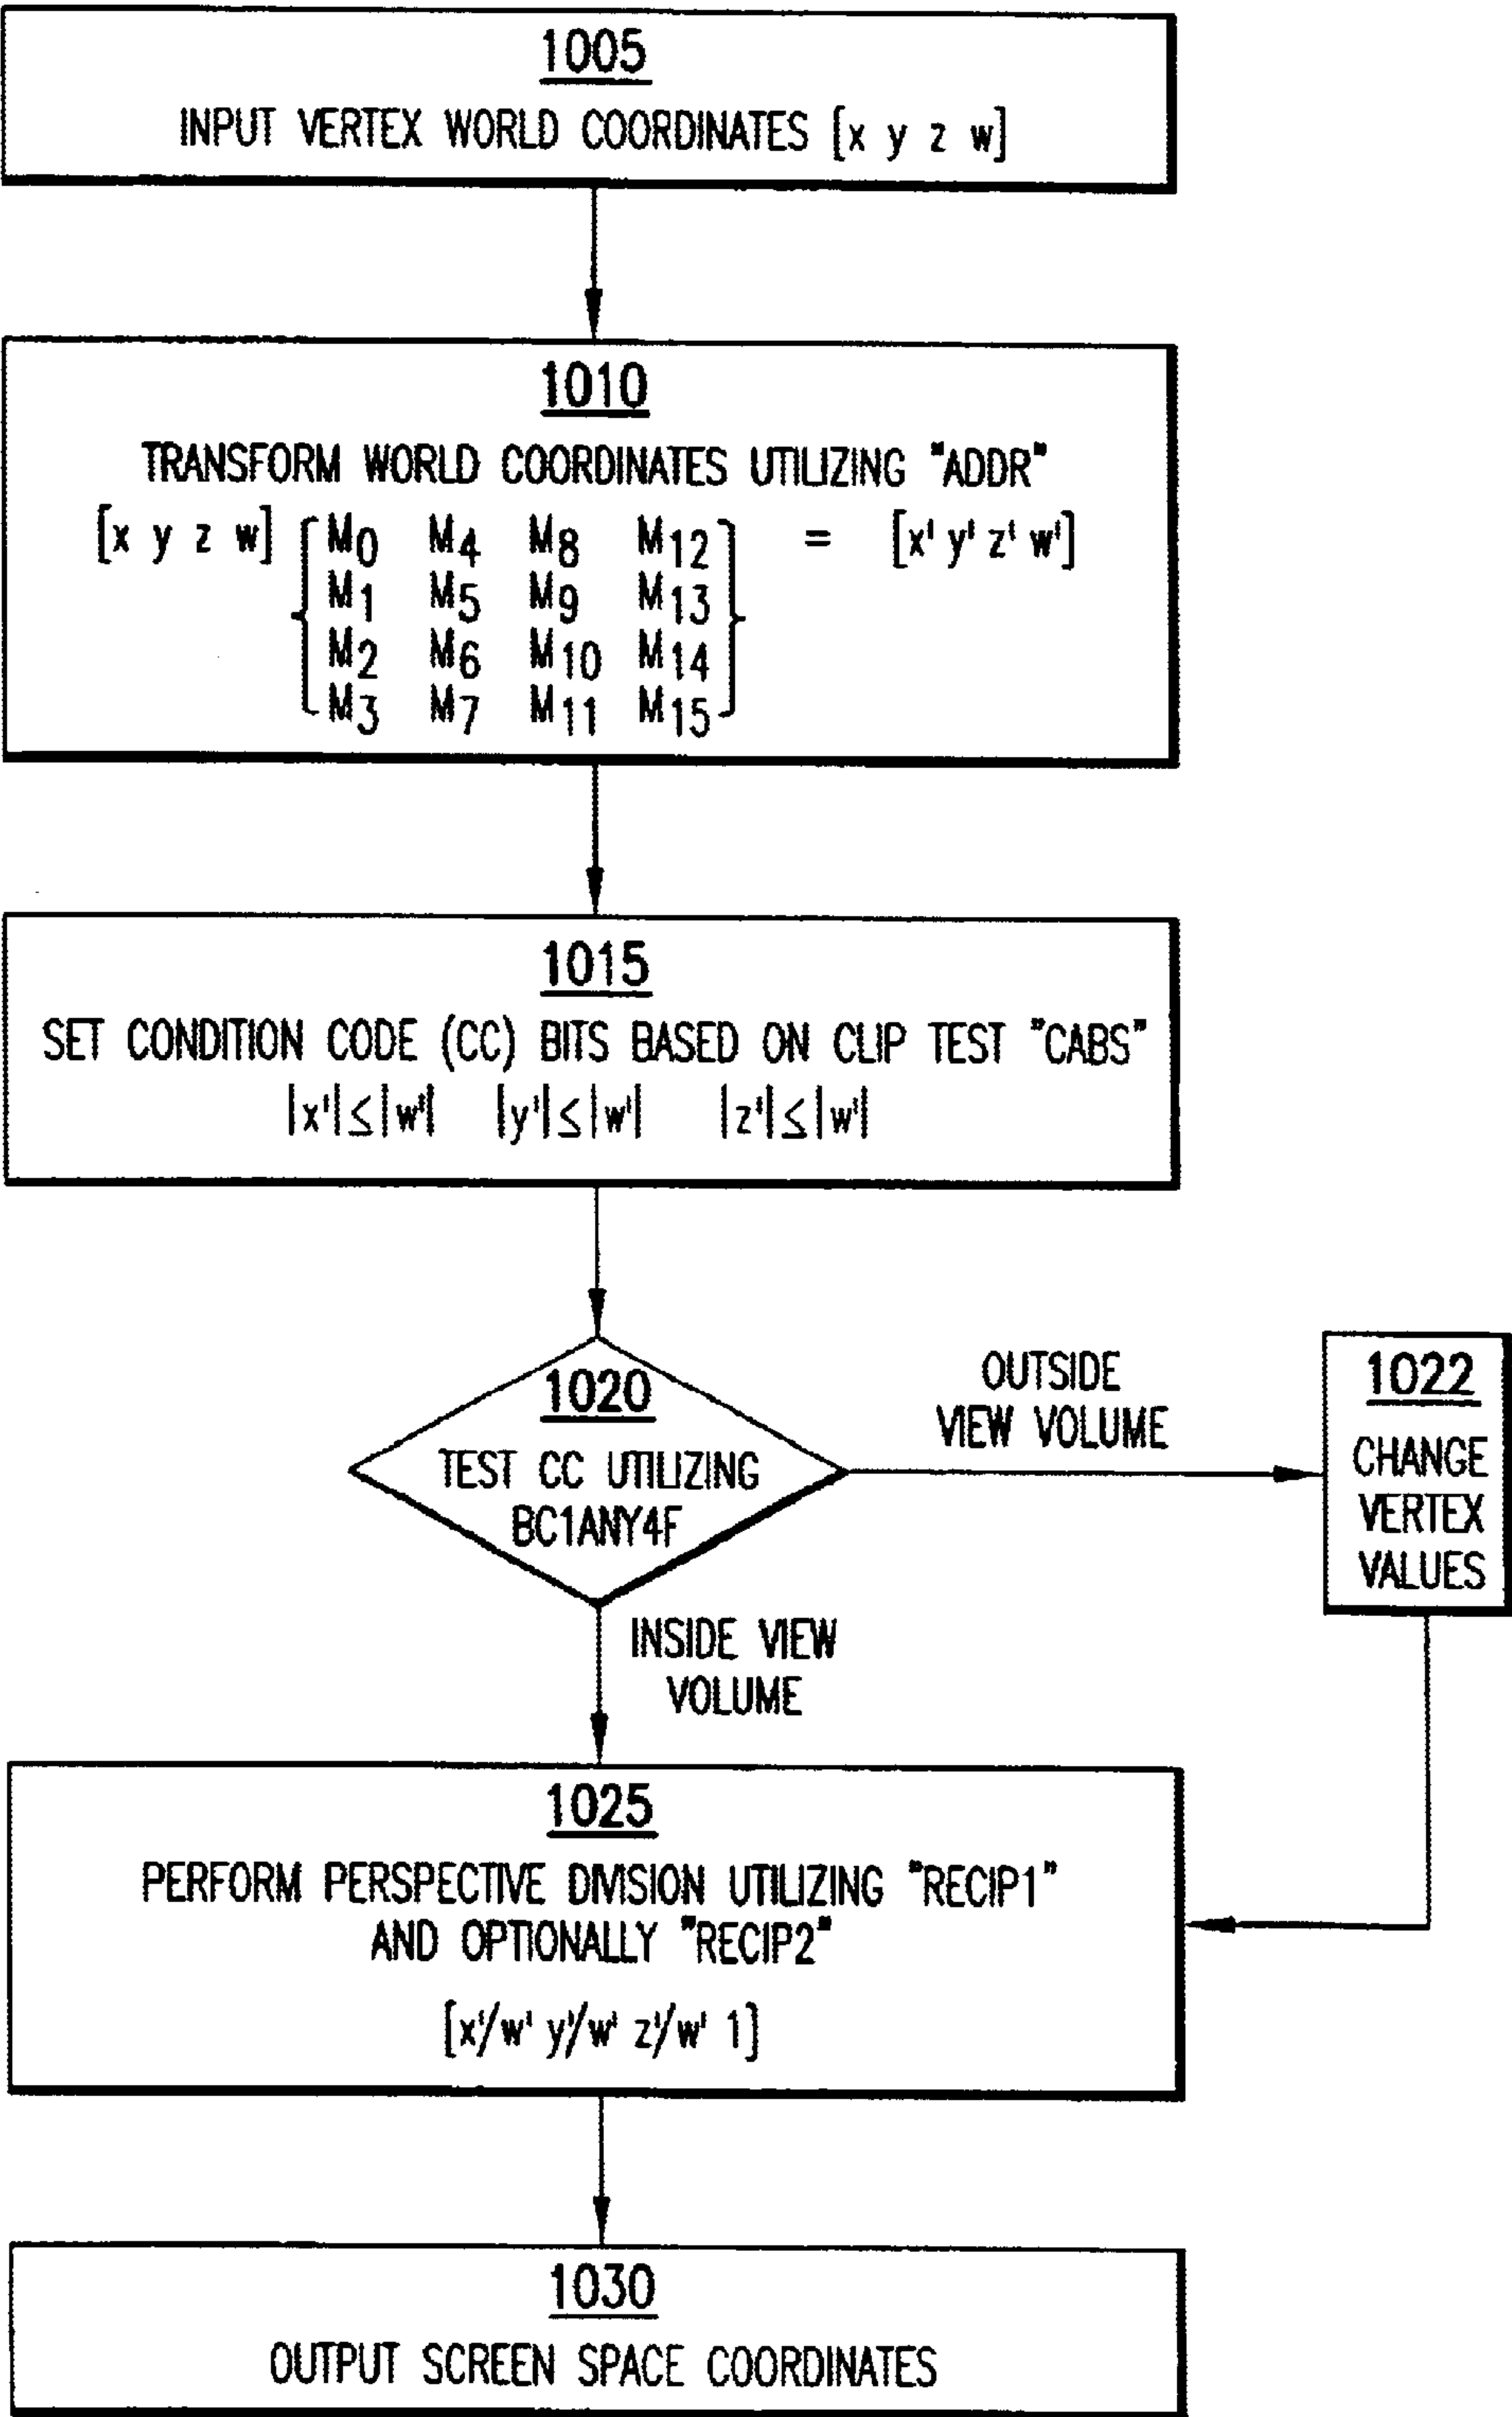 1005
INPUT VERTEX WORLD COORDINATES [x y z w]
1010
TRANSFORM WORLD COORDINATES UTILIZING "ADDR"
[x y z w] M0 M4 M8 M12 = [x' y' z' w']
M1 M5 M9 M13
M2 M6 M10 M14
M3 M7 M11 M15
1015
SET CONDITION CODE (CC) BITS BASED ON CLIP TEST "CABS"
|x'|≤|w'| |y'|≤|w'| |z'|≤|w'|
1020
TEST CC UTILIZING
BC1ANY4F
OUTSIDE
VIEW VOLUME
1022
CHANGE
VERTEX
VALUES
INSIDE VIEW
VOLUME
1025
PERFORM PERSPECTIVE DIVISION UTILIZING "RECIP1"
AND OPTIONALLY "RECIP2"
[x'/w' y'/w' z'/w' 1]
1030
OUTPUT SCREEN SPACE COORDINATES